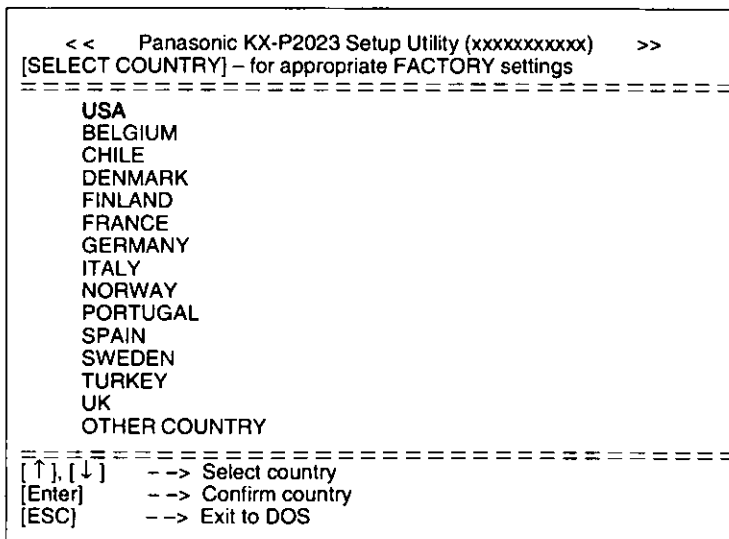 << Panasonic KX-P2023 Setup Utility (xxxxxxxxxxx) >>
[SELECT COUNTRY] – for appropriate FACTORY settings
==========================================
USA
BELGIUM
CHILE
DENMARK
FINLAND
FRANCE
GERMANY
ITALY
NORWAY
PORTUGAL
SPAIN
SWEDEN
TURKEY
UK
OTHER COUNTRY
==========================================
[↑], [↓] – –> Select country
[Enter] – –> Confirm country
[ESC] – –> Exit to DOS